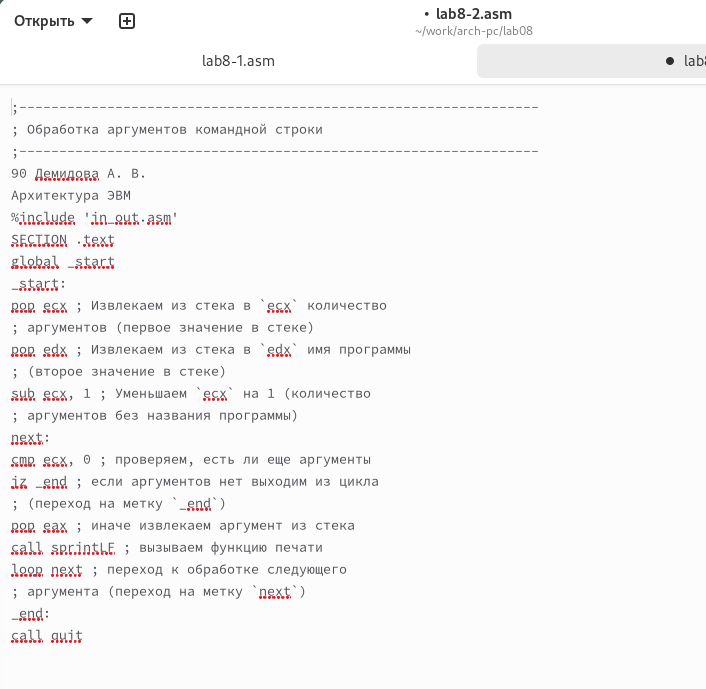 Открыть
• lab8-2.asm
~/work/arch-pc/lab08
lab8-1.asm
● lab8
;-----------------------------------------------------------------
; Обработка аргументов командной строки
;-----------------------------------------------------------------
90 Демидова А. В.
Архитектура ЭВМ
%include 'in_out.asm'
SECTION .text
global _start
_start:
pop ecx ; Извлекаем из стека в `ecx` количество
; аргументов (первое значение в стеке)
pop edx ; Извлекаем из стека в `edx` имя программы
; (второе значение в стеке)
sub ecx, 1 ; Уменьшаем `ecx` на 1 (количество
; аргументов без названия программы)
next:
cmp ecx, 0 ; проверяем, есть ли еще аргументы
jz _end ; если аргументов нет выходим из цикла
; (переход на метку `_end`)
pop eax ; иначе извлекаем аргумент из стека
call sprintLF ; вызываем функцию печати
loop next ; переход к обработке следующего
; аргумента (переход на метку `next`)
_end:
call quit